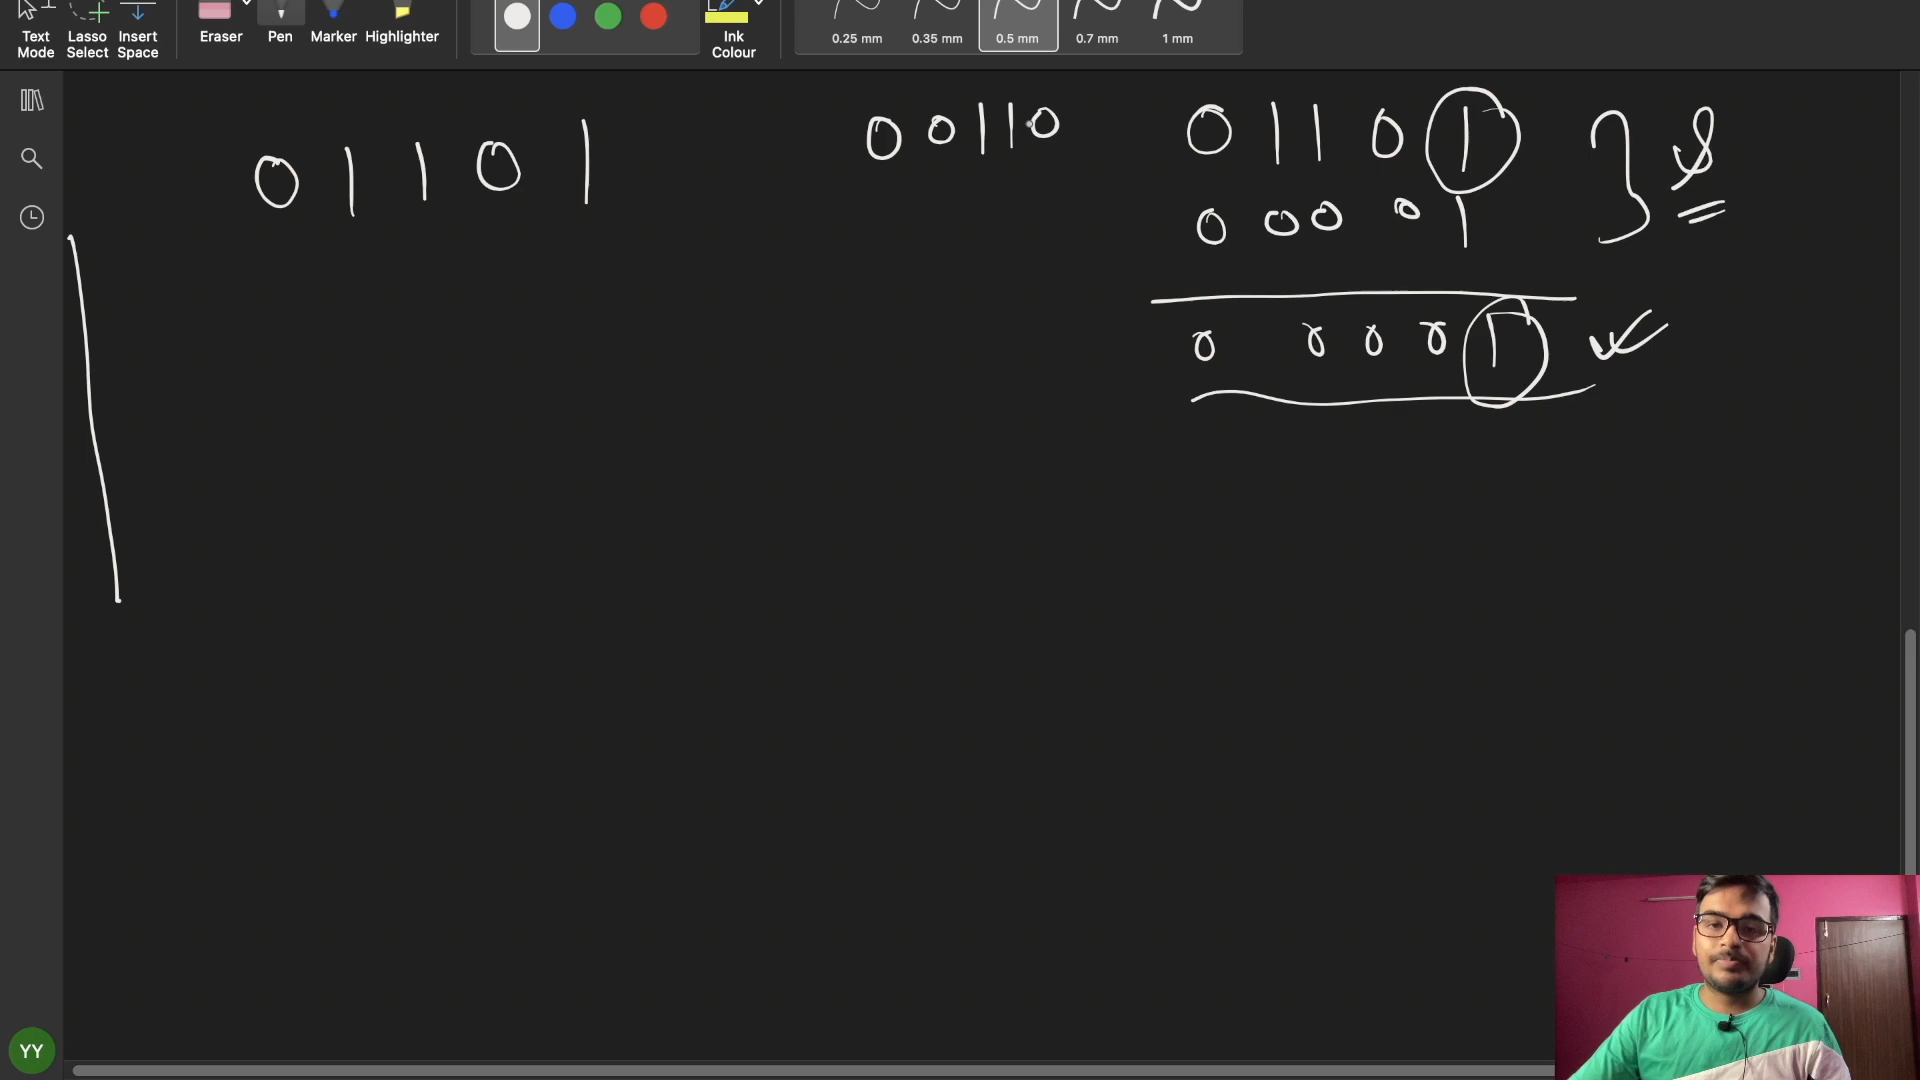 Text Mode
Lasso Select
Insert Space
Eraser
Pen
Marker
Highlighter
Ink Colour
0.25 mm
0.35 mm
0.5 mm
0.7 mm
1 mm
0 1 1 0 1
0 0 1 1 0
0 1 1 0 1
0 0 0 0 1
0 0 0 0 1
YY